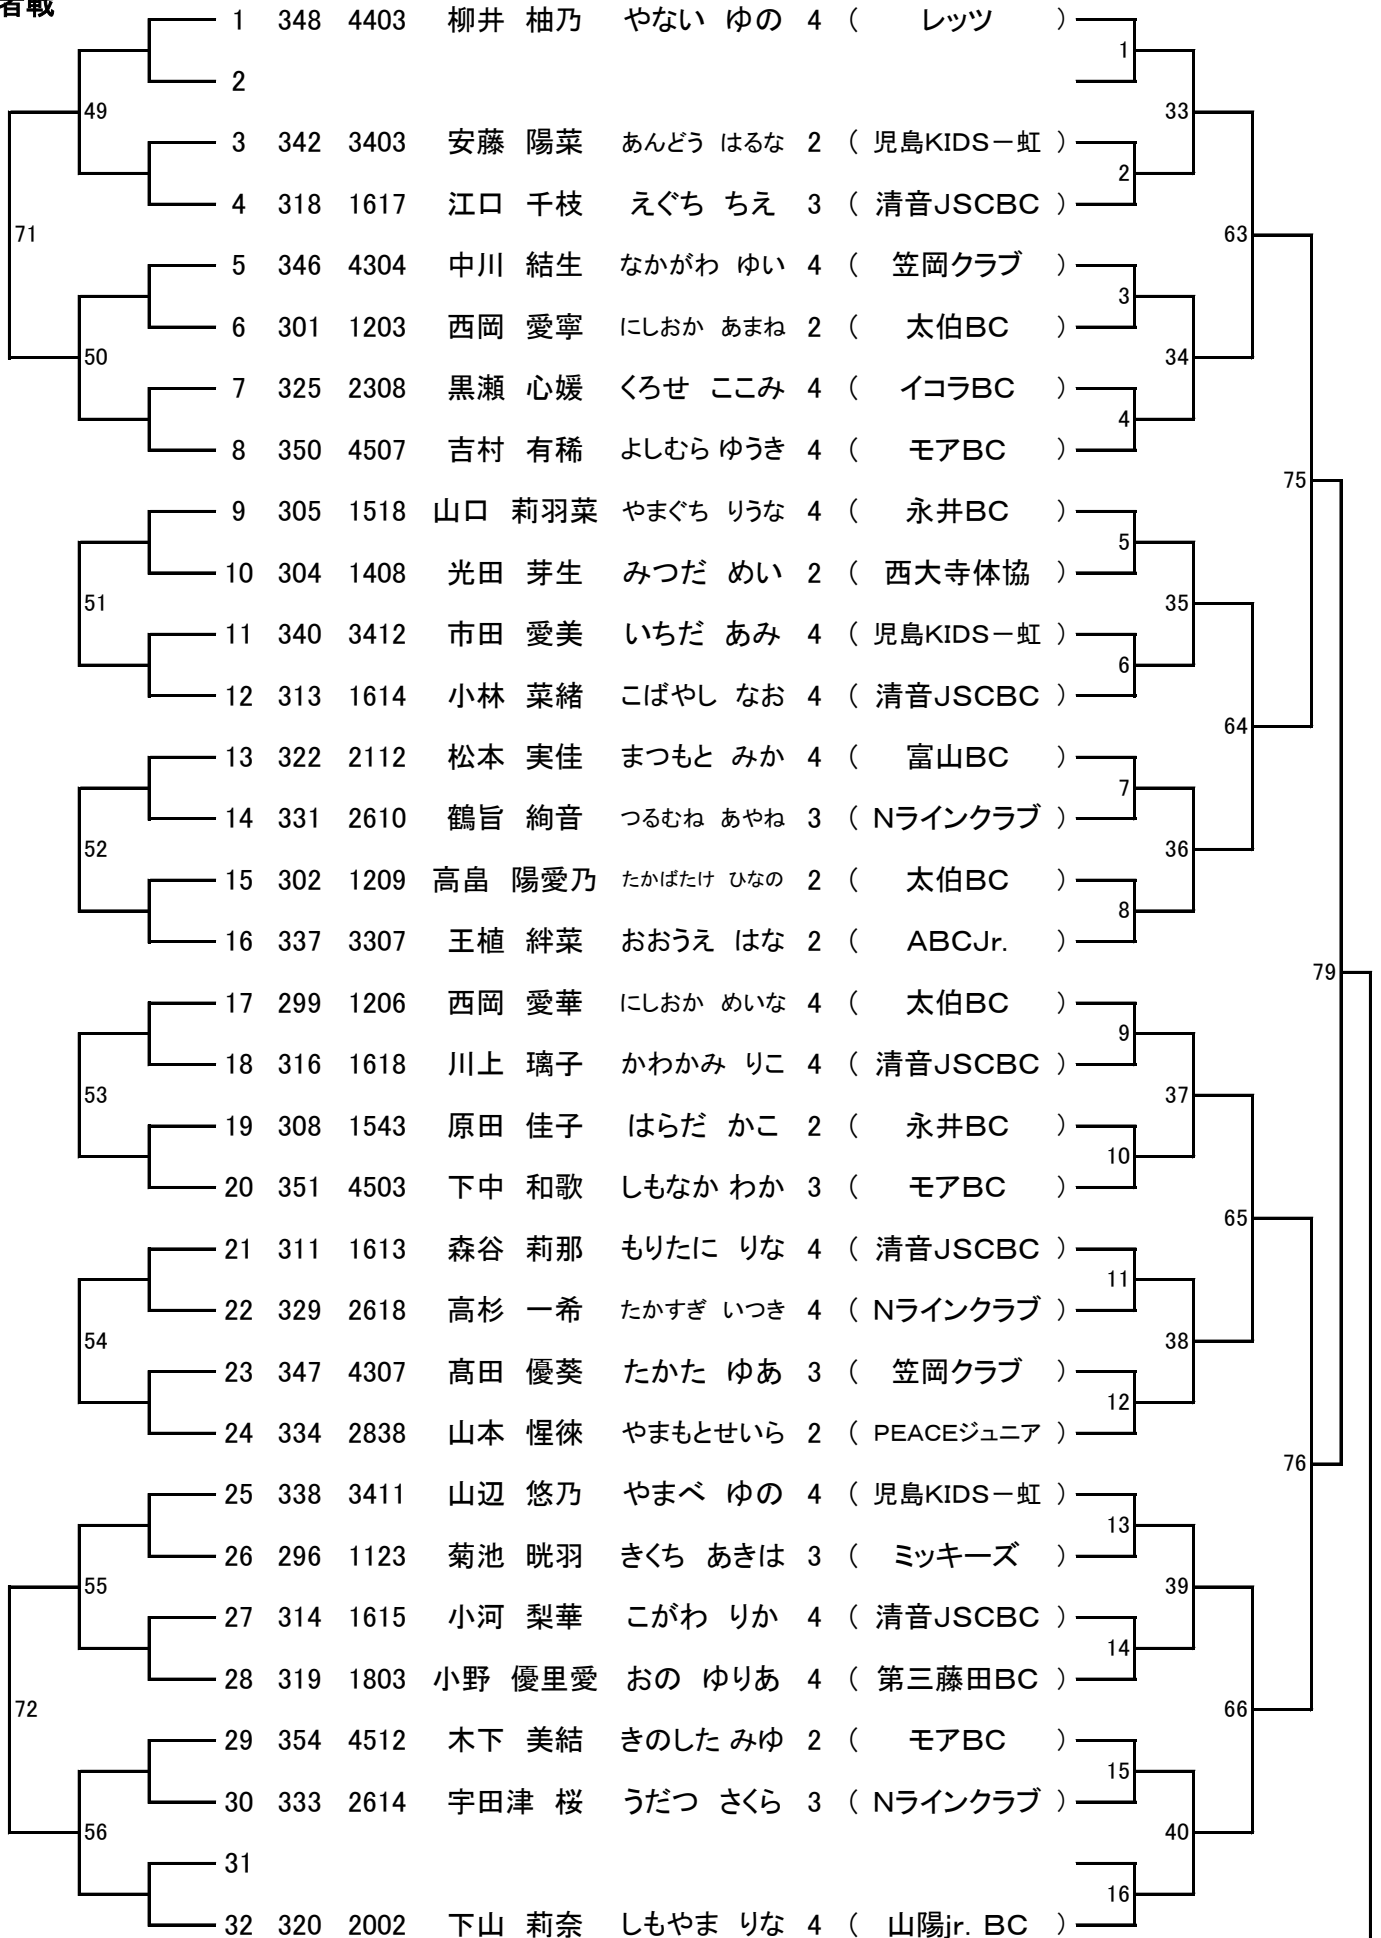 者戦
1 348 4403 柳井 柚乃 やない ゆの 4 ( レッツ )
1
2
49
33
3 342 3403 安藤 陽菜 あんどう はるな 2 ( 児島KIDS－虹 )
2
4 318 1617 江口 千枝 えぐち ちえ 3 ( 清音JSCBC )
71
63
5 346 4304 中川 結生 なかがわ ゆい 4 ( 笠岡クラブ )
3
6 301 1203 西岡 愛寧 にしおか あまね 2 ( 太伯BC )
50
34
7 325 2308 黒瀬 心媛 くろせ ここみ 4 ( イコラBC )
4
8 350 4507 吉村 有稀 よしむら ゆうき 4 ( モアBC )
75
9 305 1518 山口 莉羽菜 やまぐち りうな 4 ( 永井BC )
5
10 304 1408 光田 芽生 みつだ めい 2 ( 西大寺体協 )
51
35
11 340 3412 市田 愛美 いちだ あみ 4 ( 児島KIDS－虹 )
6
12 313 1614 小林 菜緒 こばやし なお 4 ( 清音JSCBC )
64
13 322 2112 松本 実佳 まつもと みか 4 ( 富山BC )
7
14 331 2610 鶴旨 絢音 つるむね あやね 3 ( Nラインクラブ )
52
36
15 302 1209 高畠 陽愛乃 たかばたけ ひなの 2 ( 太伯BC )
8
16 337 3307 王植 絆菜 おおうえ はな 2 ( ABCJr. )
79
17 299 1206 西岡 愛華 にしおか めいな 4 ( 太伯BC )
9
18 316 1618 川上 璃子 かわかみ りこ 4 ( 清音JSCBC )
53
37
19 308 1543 原田 佳子 はらだ かこ 2 ( 永井BC )
10
20 351 4503 下中 和歌 しもなか わか 3 ( モアBC )
65
21 311 1613 森谷 莉那 もりたに りな 4 ( 清音JSCBC )
11
22 329 2618 高杉 一希 たかすぎ いつき 4 ( Nラインクラブ )
54
38
23 347 4307 髙田 優葵 たかた ゆあ 3 ( 笠岡クラブ )
12
24 334 2838 山本 惺徠 やまもとせいら 2 ( PEACEジュニア )
76
25 338 3411 山辺 悠乃 やまべ ゆの 4 ( 児島KIDS－虹 )
13
26 296 1123 菊池 晄羽 きくち あきは 3 ( ミッキーズ )
55
39
27 314 1615 小河 梨華 こがわ りか 4 ( 清音JSCBC )
14
28 319 1803 小野 優里愛 おの ゆりあ 4 ( 第三藤田BC )
72
66
29 354 4512 木下 美結 きのした みゆ 2 ( モアBC )
15
30 333 2614 宇田津 桜 うだつ さくら 3 ( Nラインクラブ )
56
40
31
16
32 320 2002 下山 莉奈 しもやま りな 4 ( 山陽jr. BC )